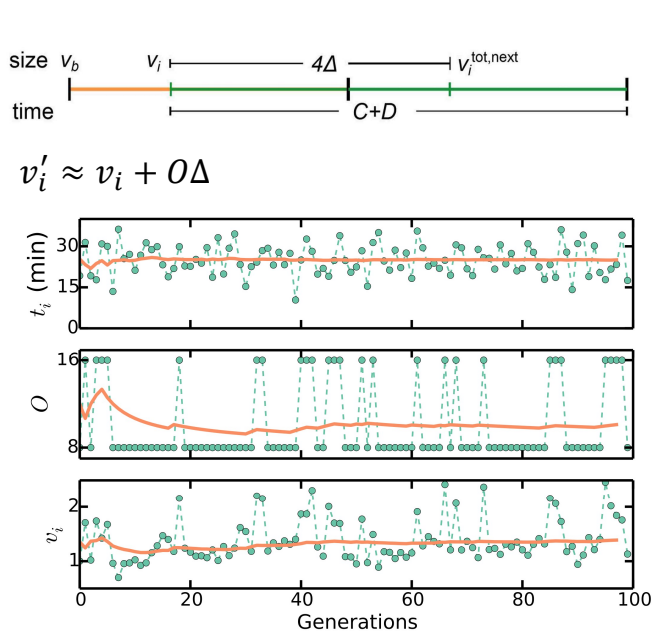 size v_b v_i 4Δ v_i^{tot,next}
time C+D
v_i′ ≈ v_i + OΔ
t_i (min)
30
15
0
O
16
8
v_i
2
1
0 20 40 60 80 100
Generations